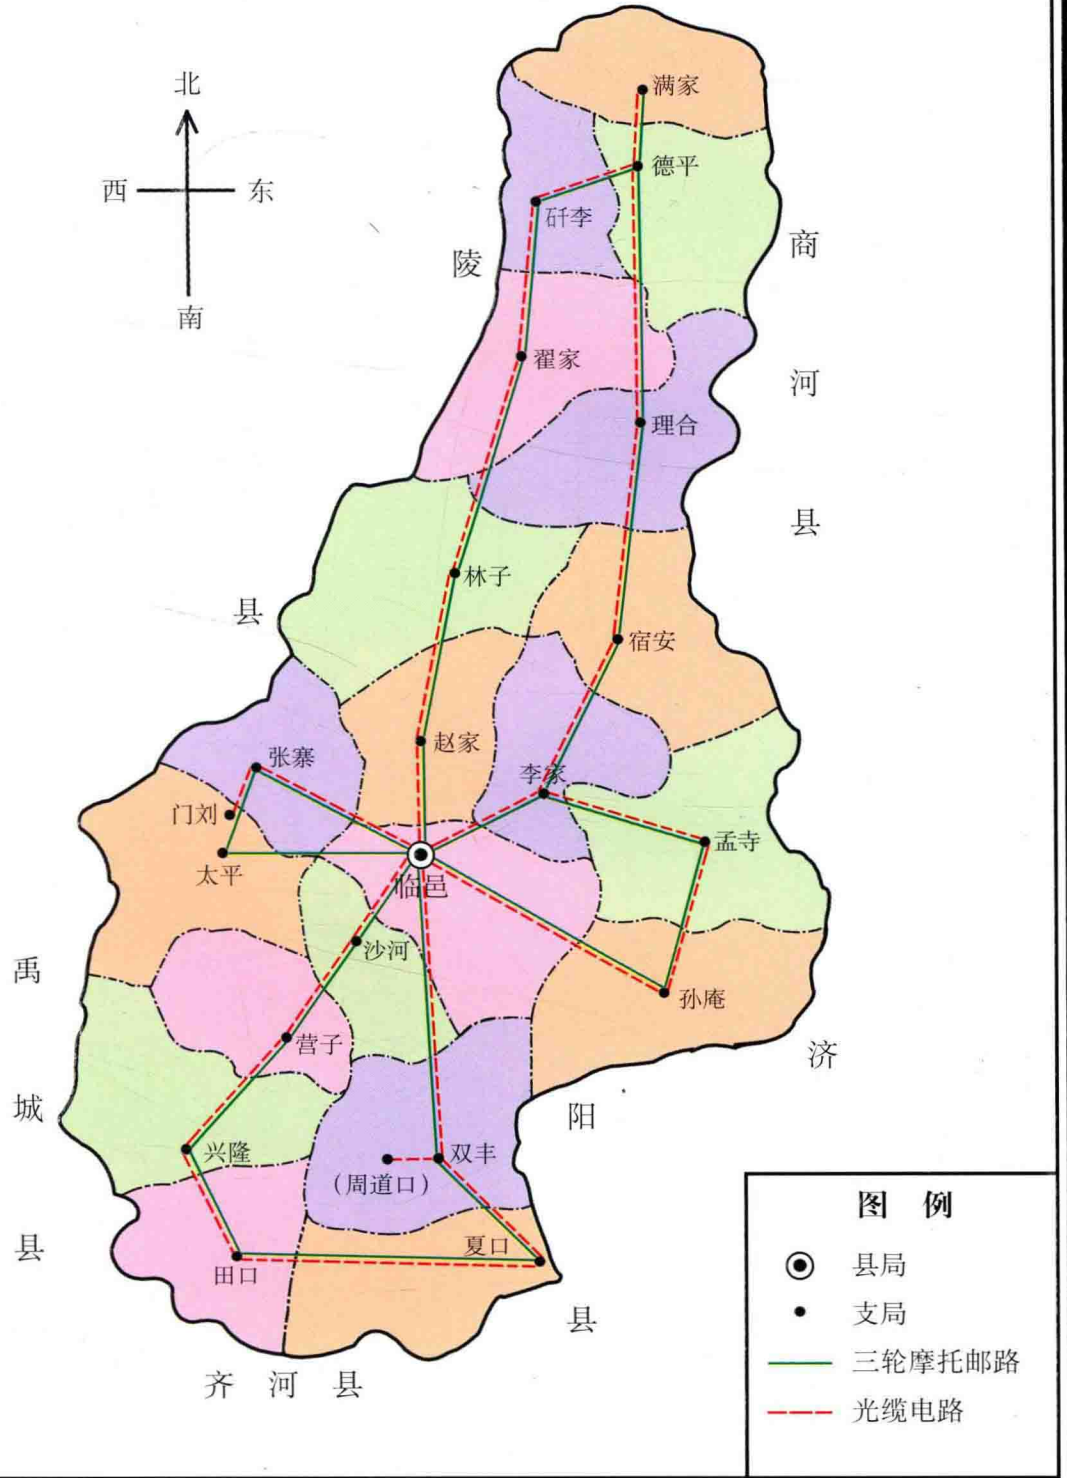 北
西
东
南
满家
德平
矸李
陵
商
翟家
河
理合
县
林子
县
宿安
赵家
张寨
李家
门刘
孟寺
太平
临邑
沙河
禹
孙庵
营子
济
城
阳
兴隆
双丰
(周道口)
县
夏口
田口
县
齐河县
图例
县局
支局
三轮摩托邮路
光缆电路